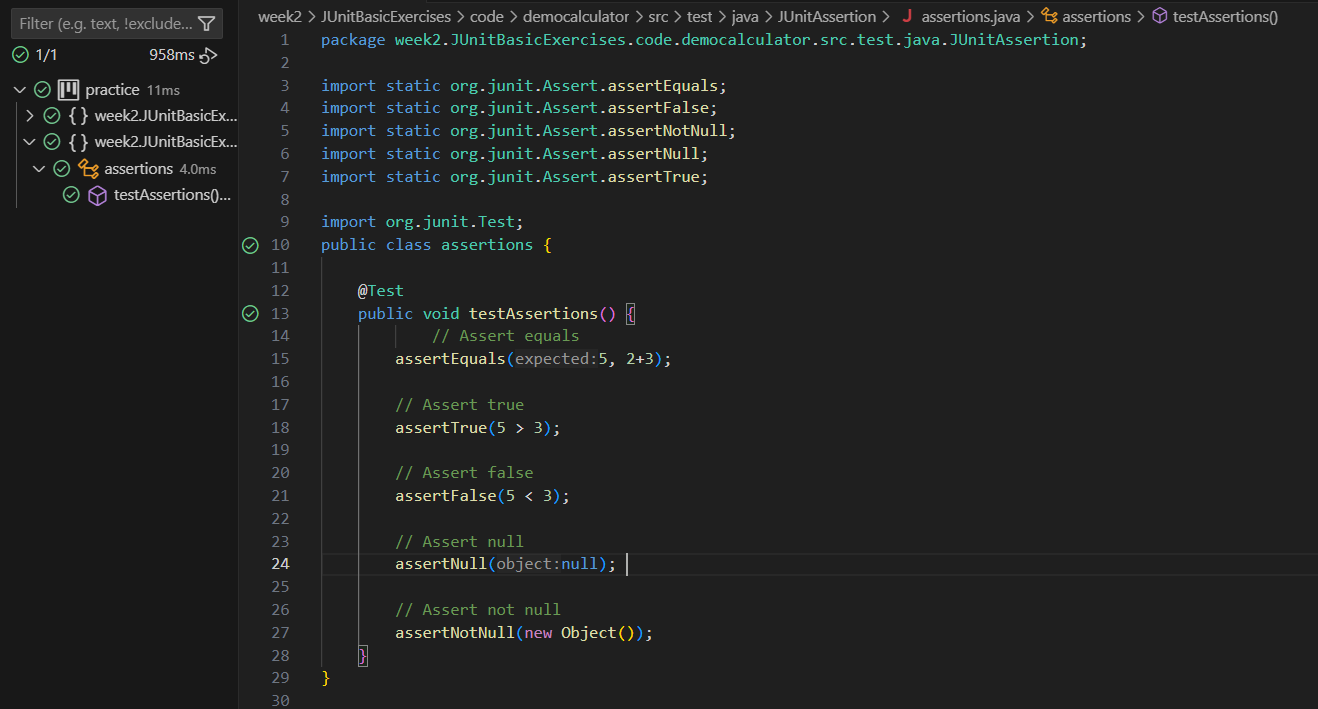 Filter (e.g. text, !exclude...
1/1 958ms
practice 11ms
{ } week2.JUnitBasicEx...
{ } week2.JUnitBasicEx...
assertions 4.0ms
testAssertions()...
week2 > JUnitBasicExercises > code > democalculator > src > test > java > JUnitAssertion > J assertions.java > assertions > testAssertions()
1 package week2.JUnitBasicExercises.code.democalculator.src.test.java.JUnitAssertion;
2
3 import static org.junit.Assert.assertEquals;
4 import static org.junit.Assert.assertFalse;
5 import static org.junit.Assert.assertNotNull;
6 import static org.junit.Assert.assertNull;
7 import static org.junit.Assert.assertTrue;
8
9 import org.junit.Test;
10 public class assertions {
11
12 @Test
13 public void testAssertions() {
14 // Assert equals
15 assertEquals(expected:5, 2+3);
16
17 // Assert true
18 assertTrue(5 > 3);
19
20 // Assert false
21 assertFalse(5 < 3);
22
23 // Assert null
24 assertNull(object:null);
25
26 // Assert not null
27 assertNotNull(new Object());
28 }
29 }
30